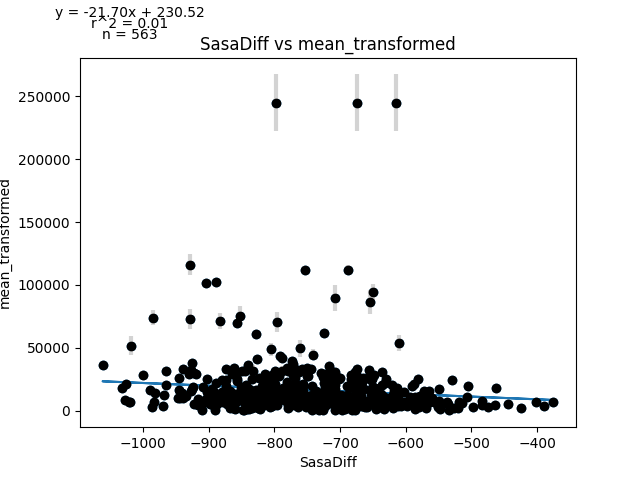 y = -21.70x + 230.52
r^2 = 0.01
n = 563
SasaDiff vs mean_transformed
250000
200000
150000
100000
50000
0
mean_transformed
−1000
−900
−800
−700
−600
−500
−400
SasaDiff